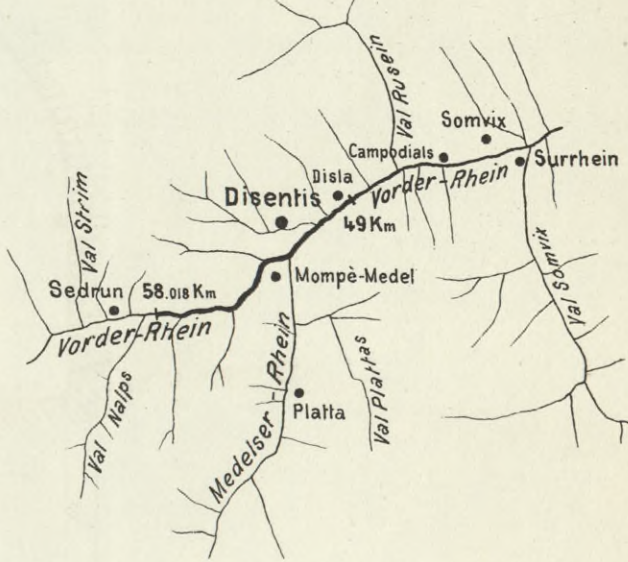 Val Rusein
Somvix
Campodials
Surrhein
Disla
Vorder-Rhein
Disentis
49 Km
Val Strim
Sedrun
58.018 Km
Mompè-Medel
Vorder-Rhein
Val Somvix
Medelser-Rhein
Val Plattas
Val Nalps
Platta